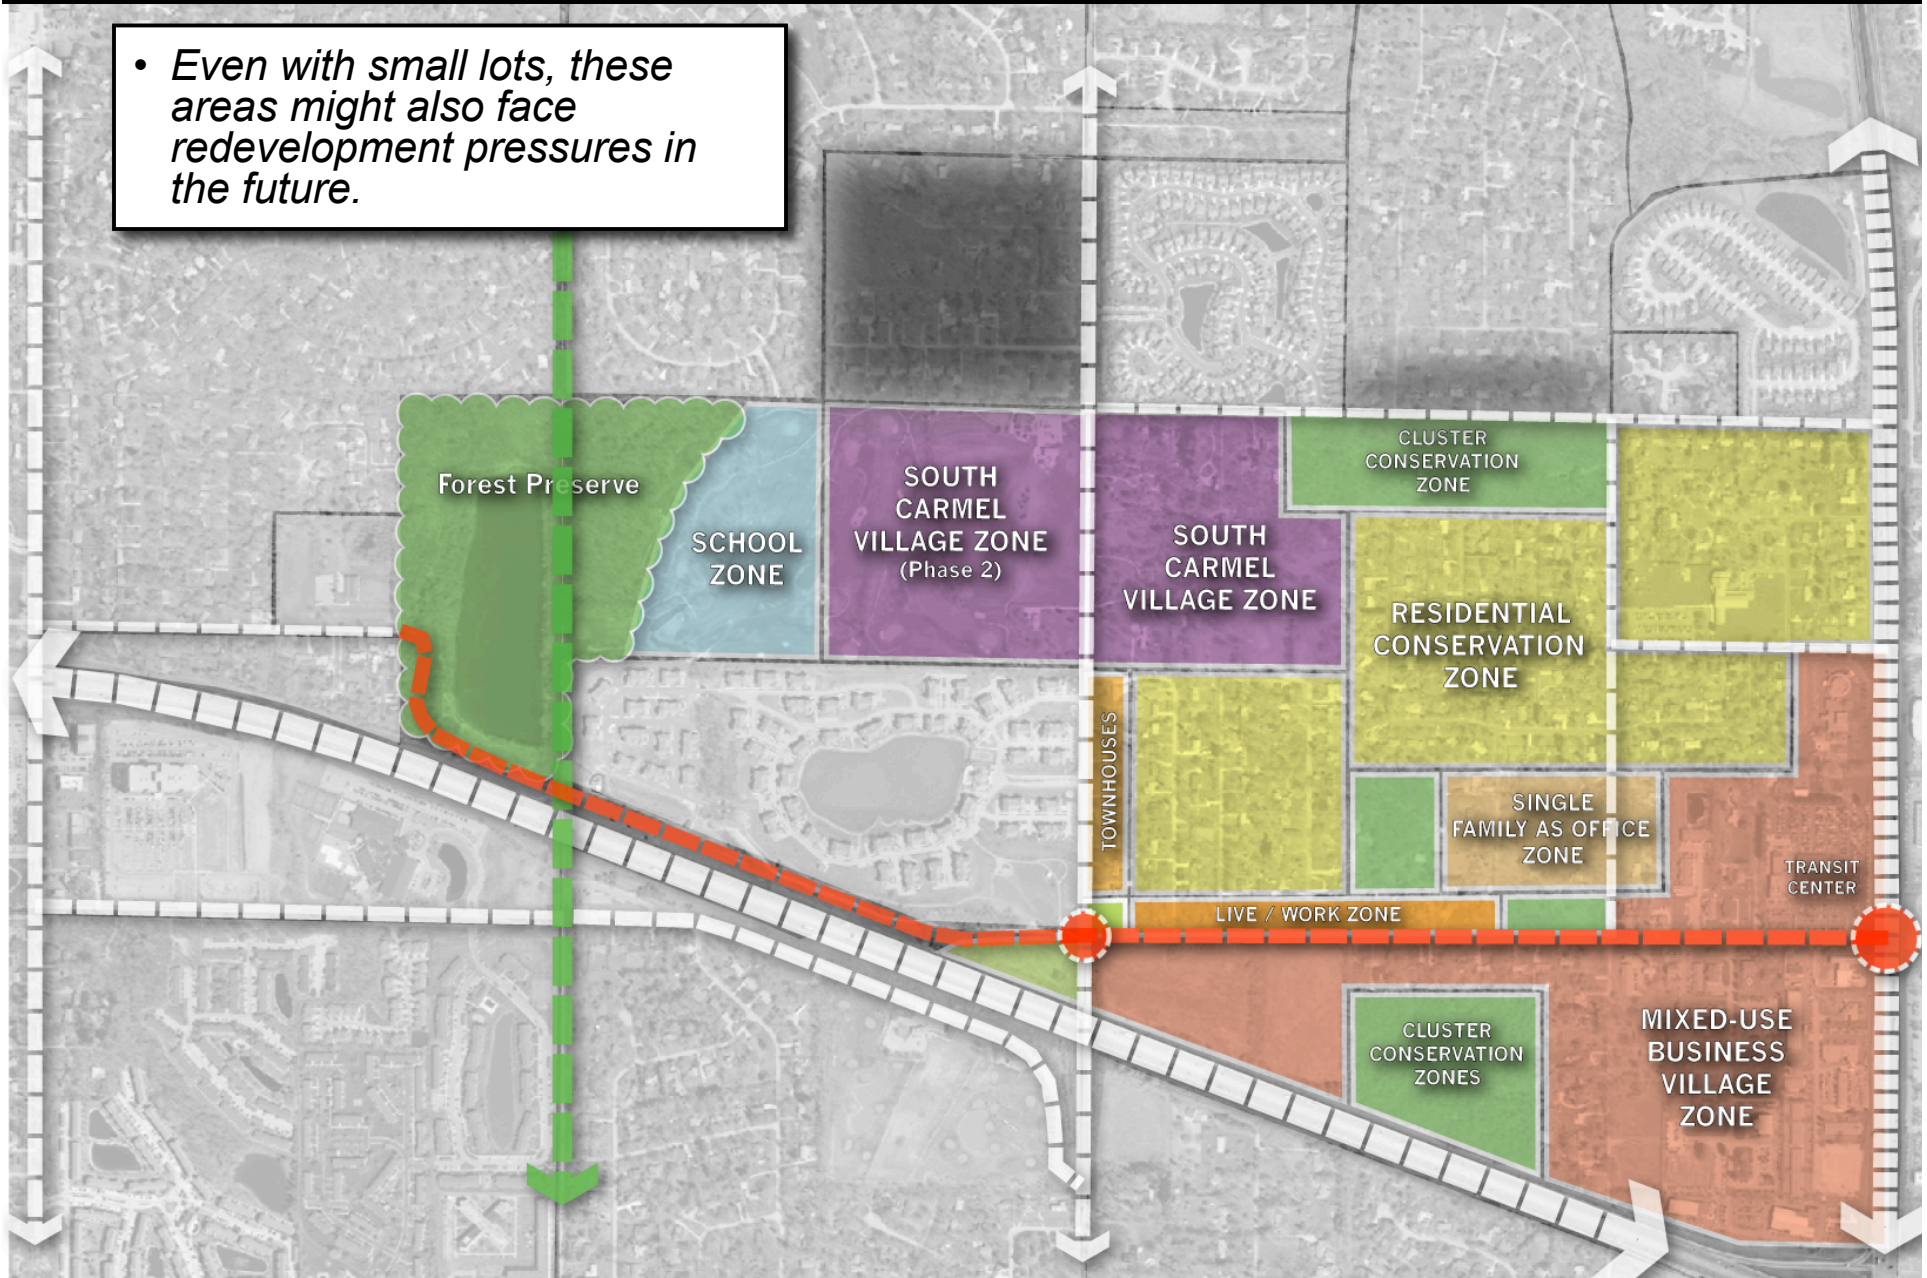 • Even with small lots, these
areas might also face
redevelopment pressures in
the future.
Forest Preserve
SCHOOL
ZONE
SOUTH
CARMEL
VILLAGE ZONE
(Phase 2)
SOUTH
CARMEL
VILLAGE ZONE
CLUSTER
CONSERVATION
ZONE
RESIDENTIAL
CONSERVATION
ZONE
TOWNHOUSES
SINGLE
FAMILY AS OFFICE
ZONE
TRANSIT
CENTER
LIVE / WORK ZONE
CLUSTER
CONSERVATION
ZONES
MIXED-USE
BUSINESS
VILLAGE
ZONE